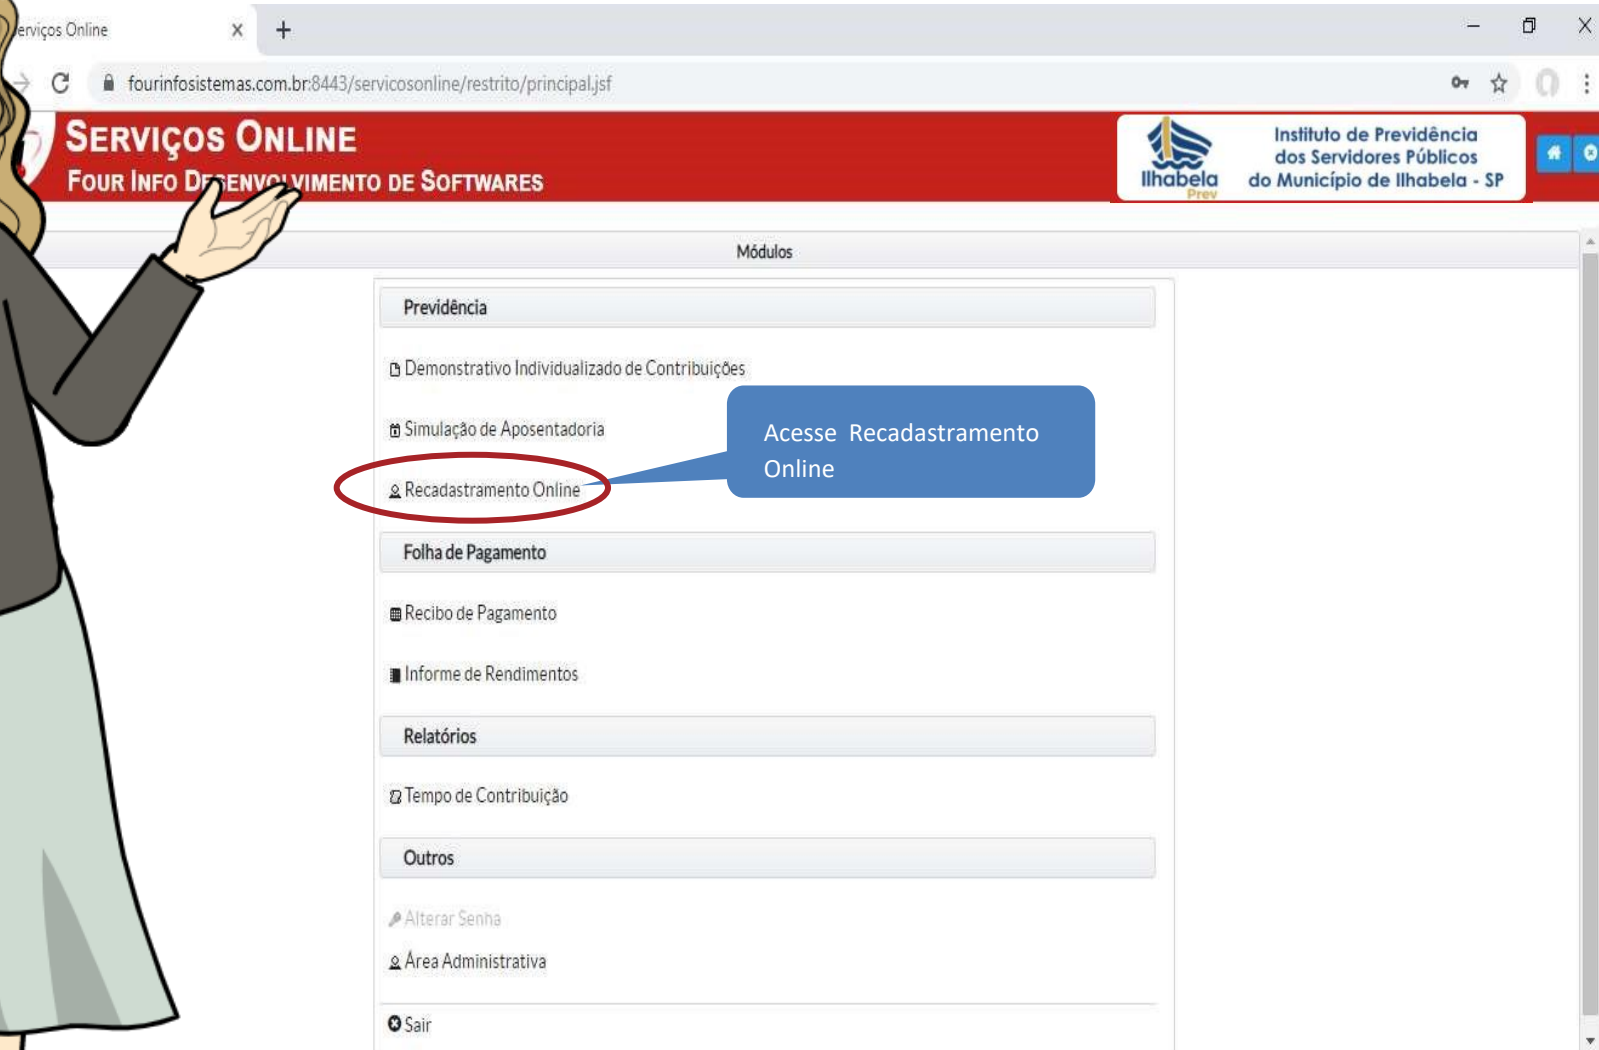 erviços Online
fourinfosistemas.com.br:8443/servicosonline/restrito/principal.jsf
SERVIÇOS ONLINE
FOUR INFO DESENVOLVIMENTO DE SOFTWARES
Ilhabela
Prev
Instituto de Previdência
dos Servidores Públicos
do Município de Ilhabela - SP
Módulos
Previdência
Demonstrativo Individualizado de Contribuições
Simulação de Aposentadoria
Acesse Recadastramento
Online
Recadastramento Online
Folha de Pagamento
Recibo de Pagamento
Informe de Rendimentos
Relatórios
Tempo de Contribuição
Outros
Alterar Senha
Área Administrativa
Sair